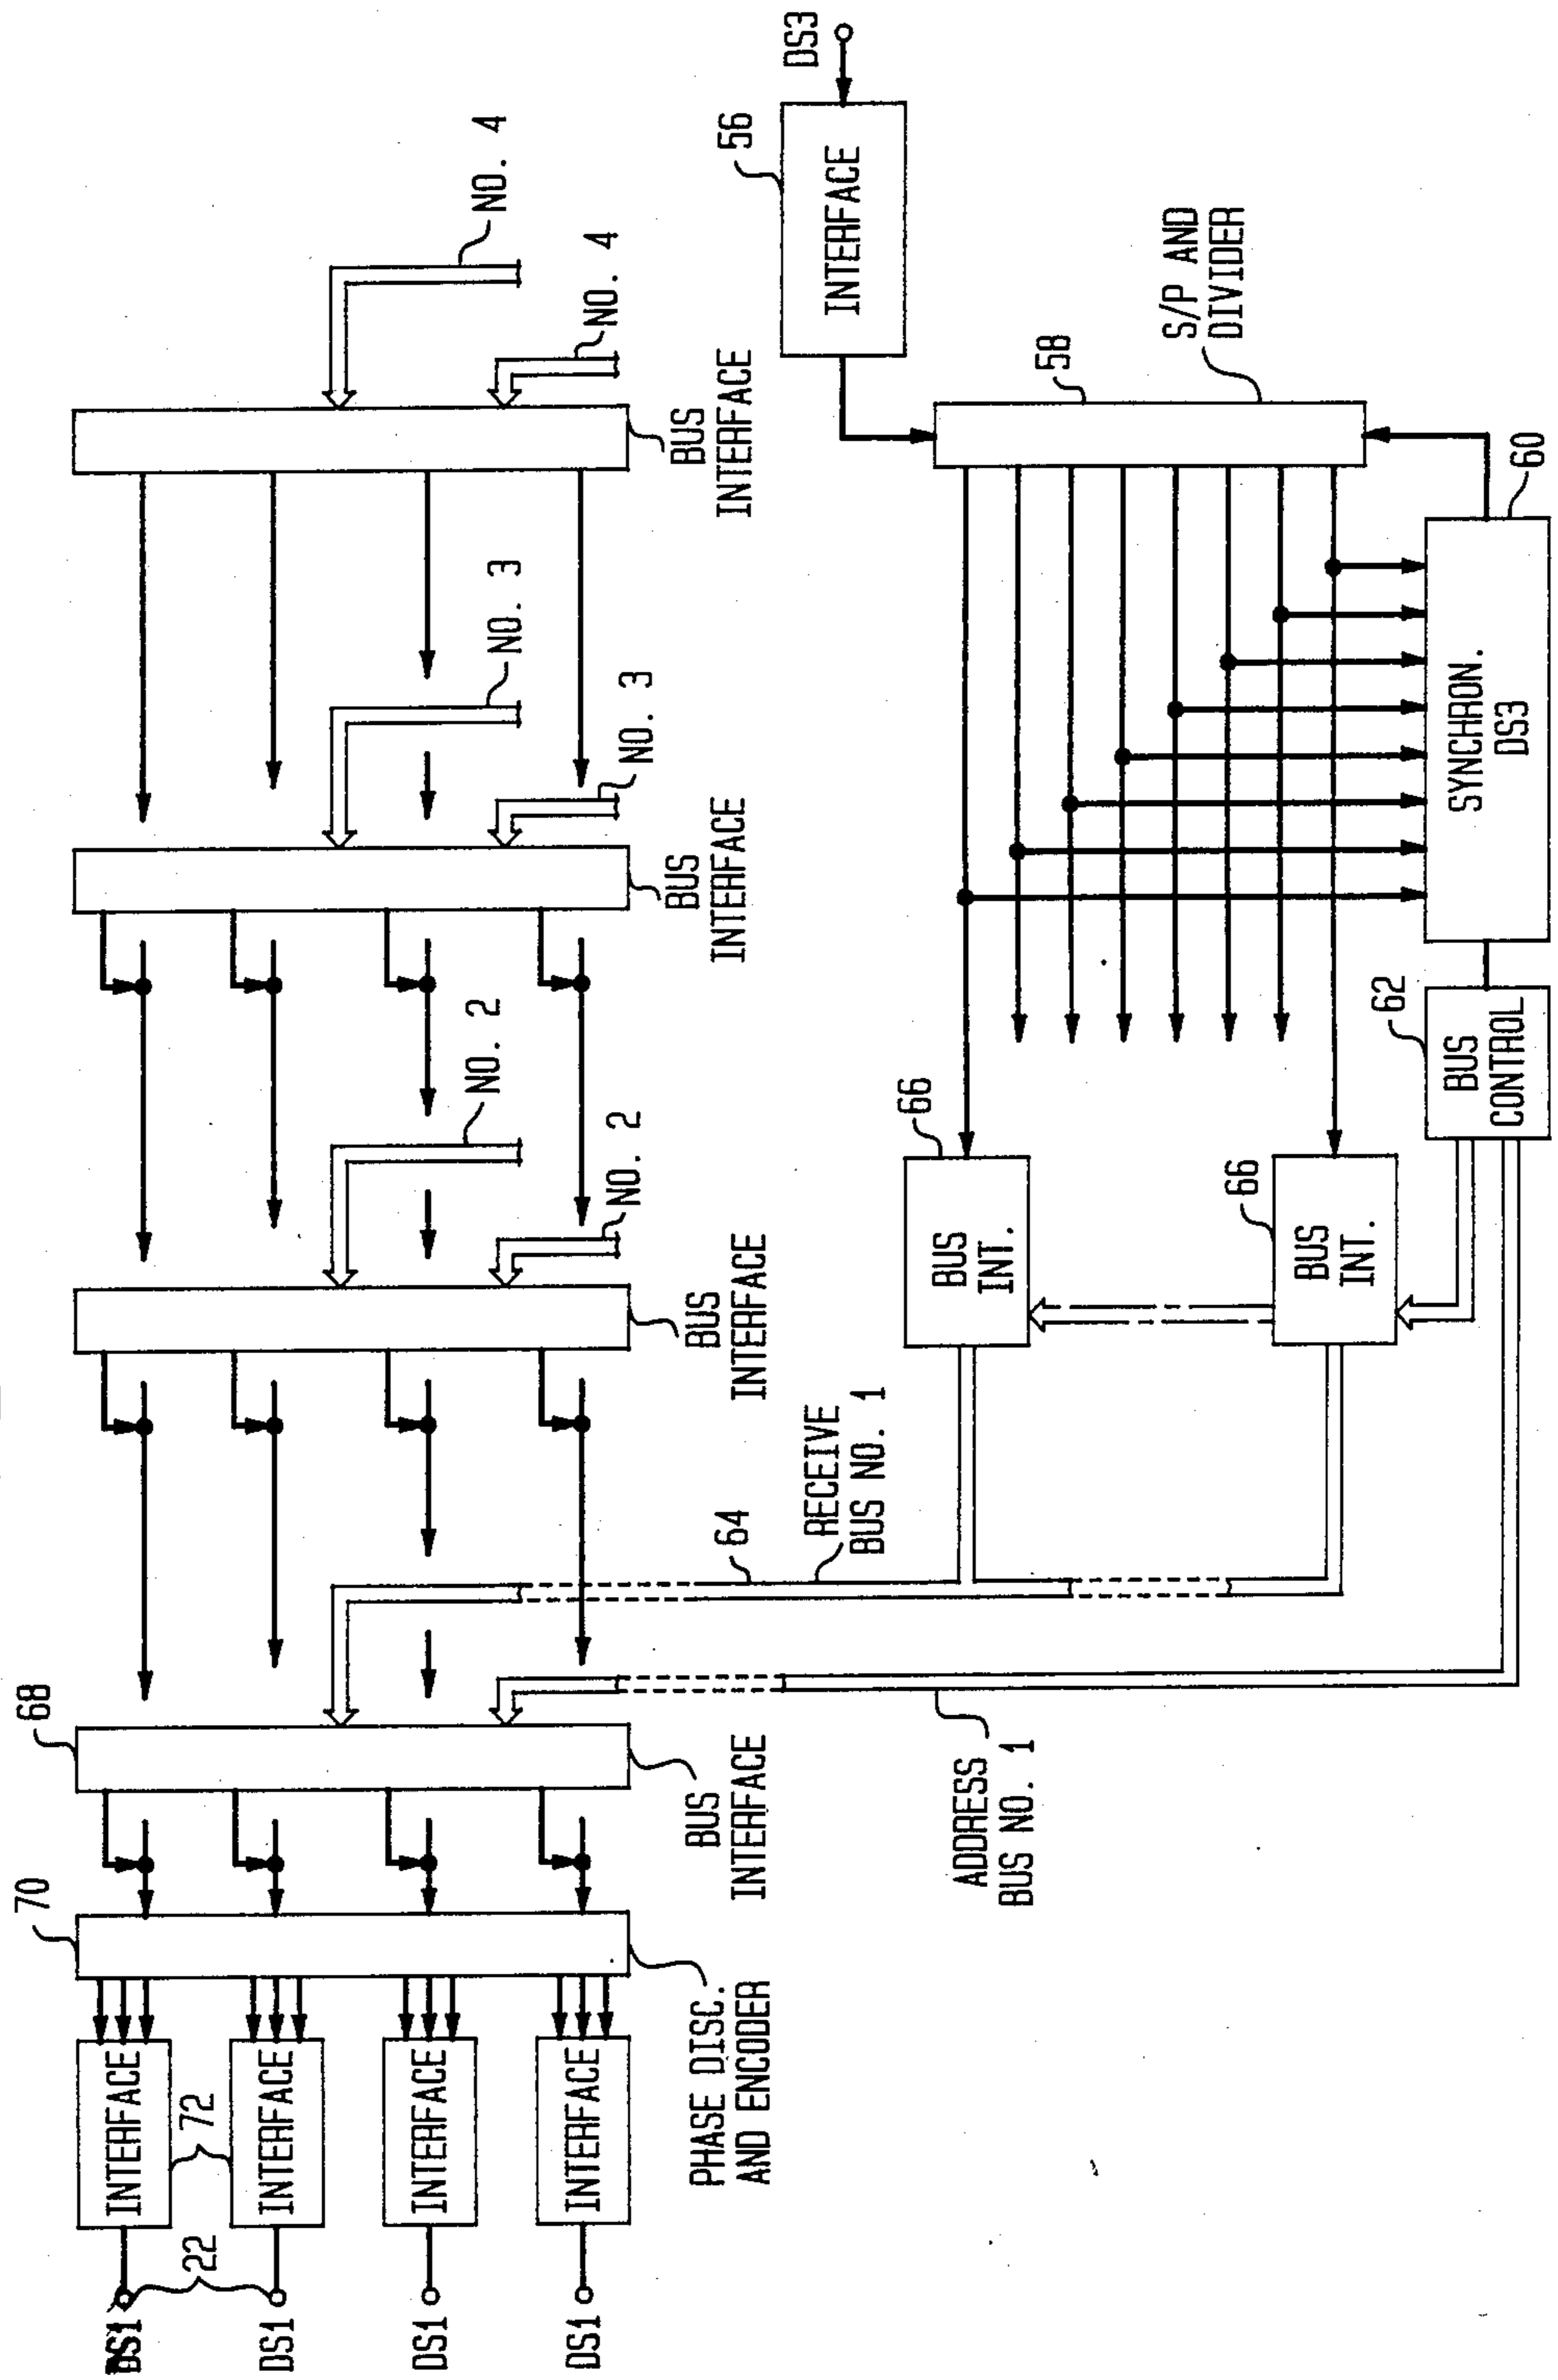 70
68
DS1
INTERFACE
22
72
DS1
INTERFACE
DS1
INTERFACE
NO. 2
NO. 3
NO. 4
DS1
INTERFACE
NO. 2
NO. 3
NO. 4
PHASE DISC.
AND ENCODER
BUS
INTERFACE
BUS
INTERFACE
BUS
INTERFACE
BUS
INTERFACE
64
RECEIVE
BUS NO. 1
56
DS3
INTERFACE
66
BUS
INT.
ADDRESS
BUS NO. 1
58
S/P AND
DIVIDER
66
BUS
INT.
62
BUS
CONTROL
SYNCHRON.
DS3
60